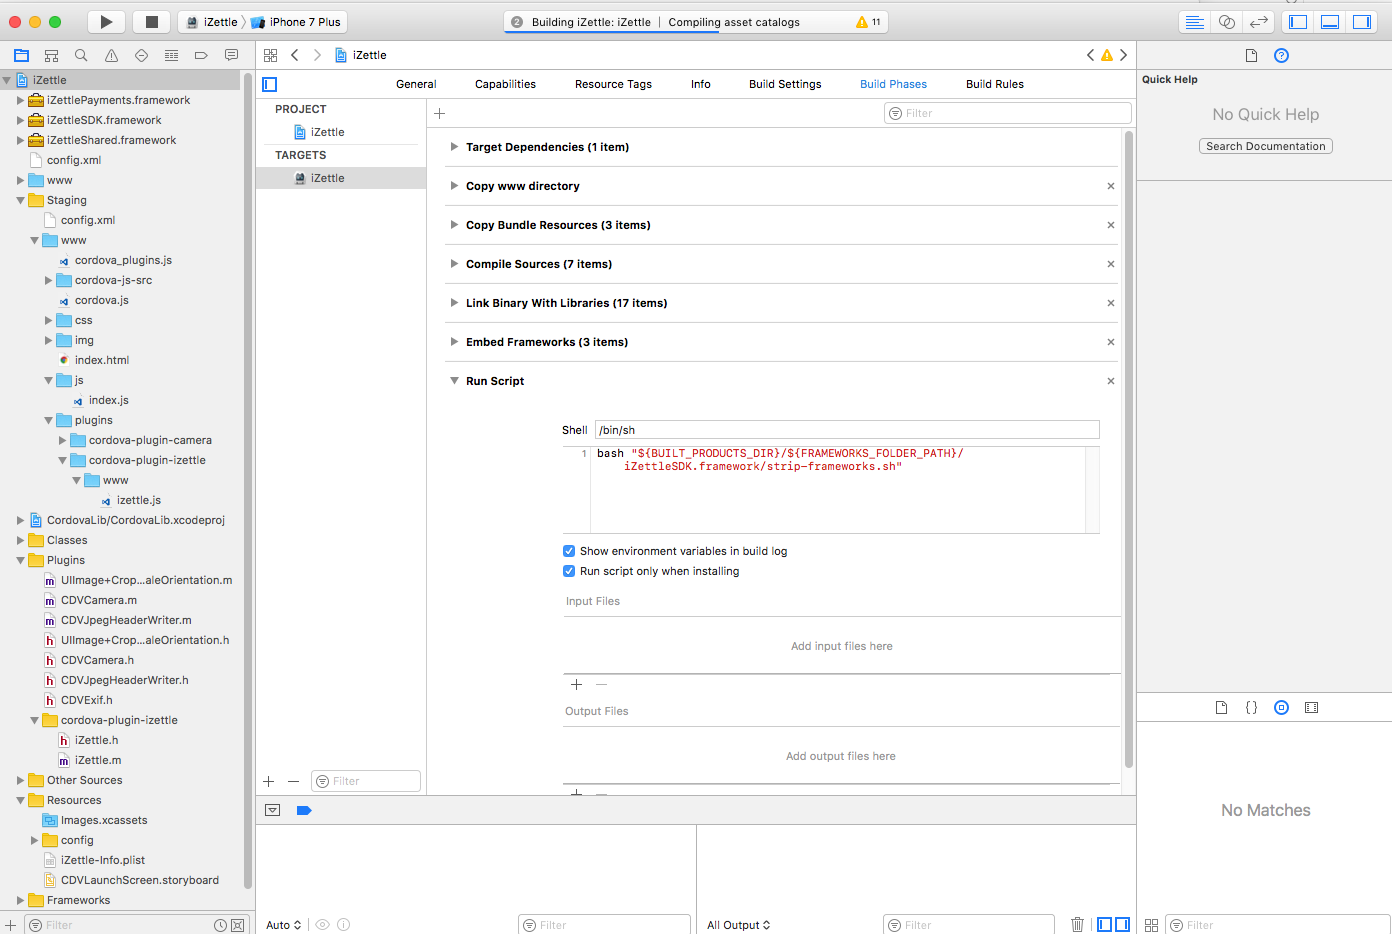 iZettle
iPhone 7 Plus
2
Building iZettle: iZettle
Compiling asset catalogs
11
iZettle
Quick Help
No Quick Help
Search Documentation
General
Capabilities
Resource Tags
Info
Build Settings
Build Phases
Build Rules
Filter
PROJECT
iZettle
TARGETS
iZettle
Filter
iZettle
iZettlePayments.framework
iZettleSDK.framework
iZettleShared.framework
config.xml
www
Staging
config.xml
www
cordova_plugins.js
cordova-js-src
cordova.js
css
img
index.html
js
index.js
plugins
cordova-plugin-camera
cordova-plugin-izettle
www
izettle.js
CordovaLib/CordovaLib.xcodeproj
Classes
Plugins
UIImage+Crop...aleOrientation.m
CDVCamera.m
CDVJpegHeaderWriter.m
UIImage+Crop...aleOrientation.h
CDVCamera.h
CDVJpegHeaderWriter.h
CDVExif.h
cordova-plugin-izettle
iZettle.h
iZettle.m
Other Sources
Resources
Images.xcassets
config
iZettle-Info.plist
CDVLaunchScreen.storyboard
Frameworks
Filter
Target Dependencies (1 item)
Copy www directory
Copy Bundle Resources (3 items)
Compile Sources (7 items)
Link Binary With Libraries (17 items)
Embed Frameworks (3 items)
Run Script
Shell /bin/sh
1 bash "${BUILT_PRODUCTS_DIR}/${FRAMEWORKS_FOLDER_PATH}/
iZettleSDK.framework/strip-frameworks.sh"
Show environment variables in build log
Run script only when installing
Input Files
Add input files here
Output Files
Add output files here
Auto
Filter
All Output
Filter
No Matches
Filter